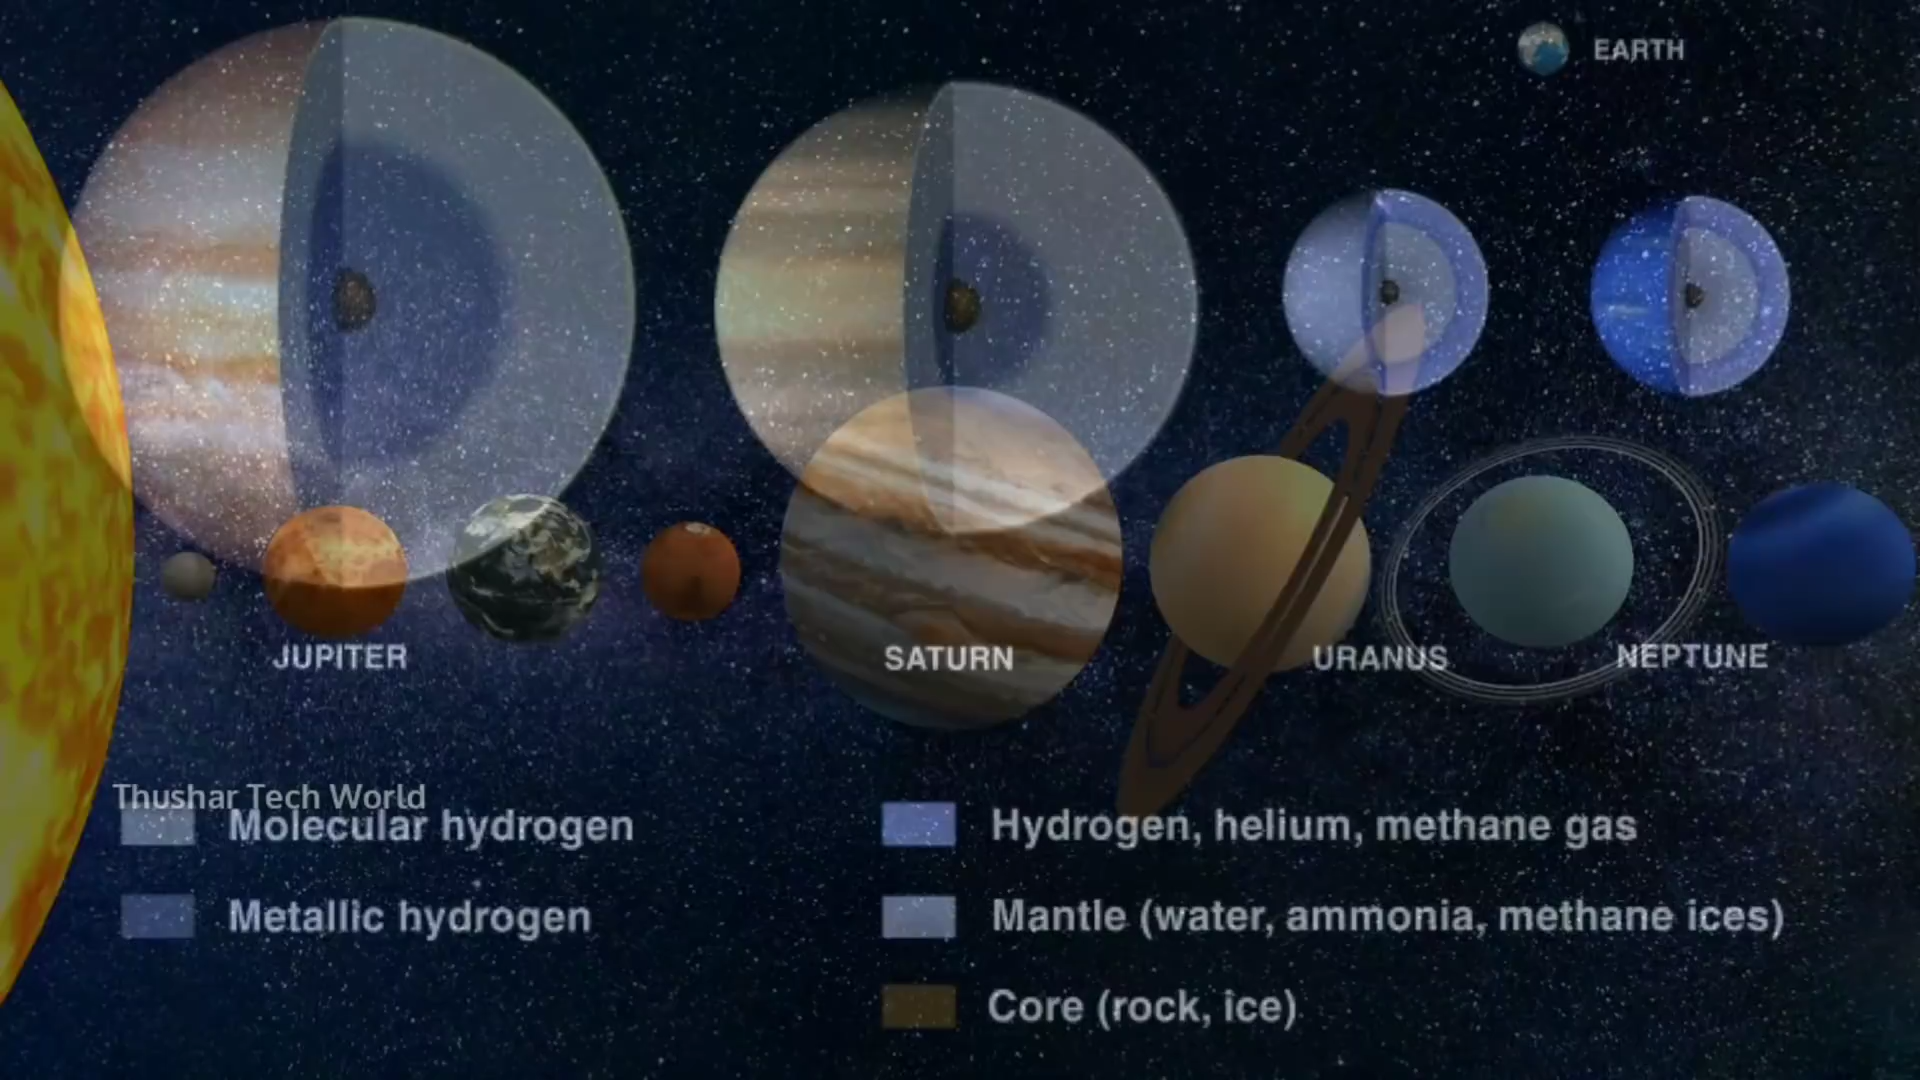 EARTH
JUPITER
SATURN
URANUS
NEPTUNE
Thushar Tech World
Molecular hydrogen
Hydrogen, helium, methane gas
Metallic hydrogen
Mantle (water, ammonia, methane ices)
Core (rock, ice)